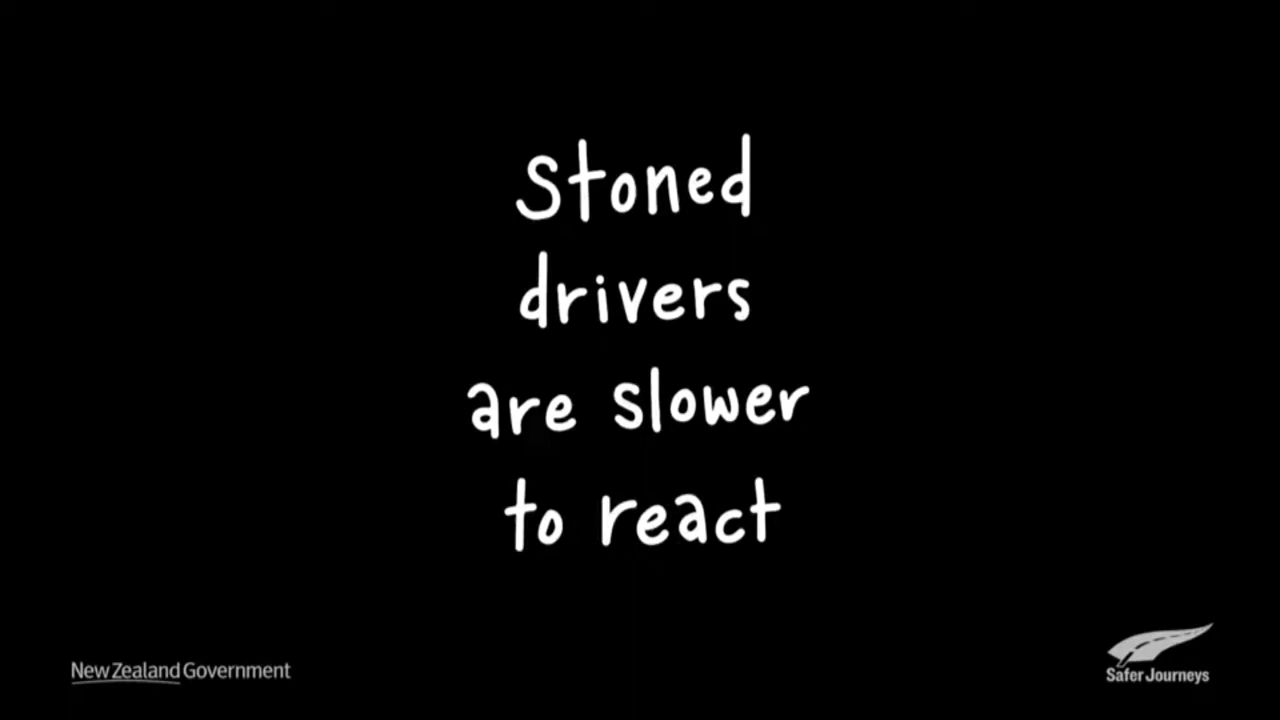 Stoned
drivers
are slower
to react
New Zealand Government
Safer Journeys